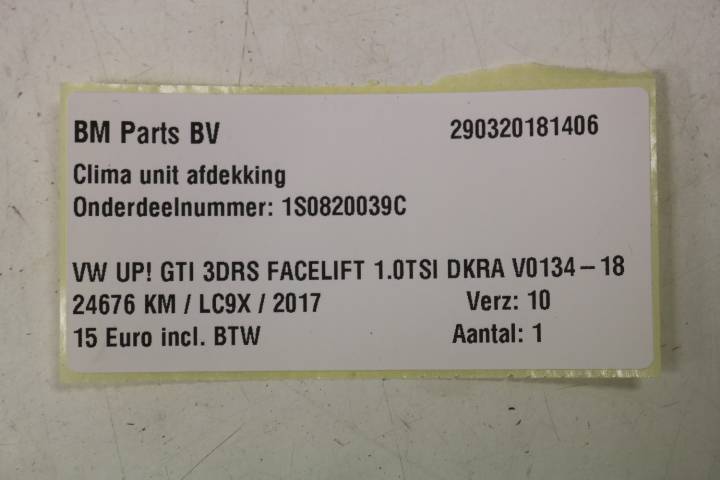 BM Parts BV 290320181406
Clima unit afdekking
Onderdeelnummer: 1S0820039C
VW UP! GTI 3DRS FACELIFT 1.0TSI DKRA V0134-18
24676 KM / LC9X / 2017 Verz: 10
15 Euro incl. BTW Aantal: 1